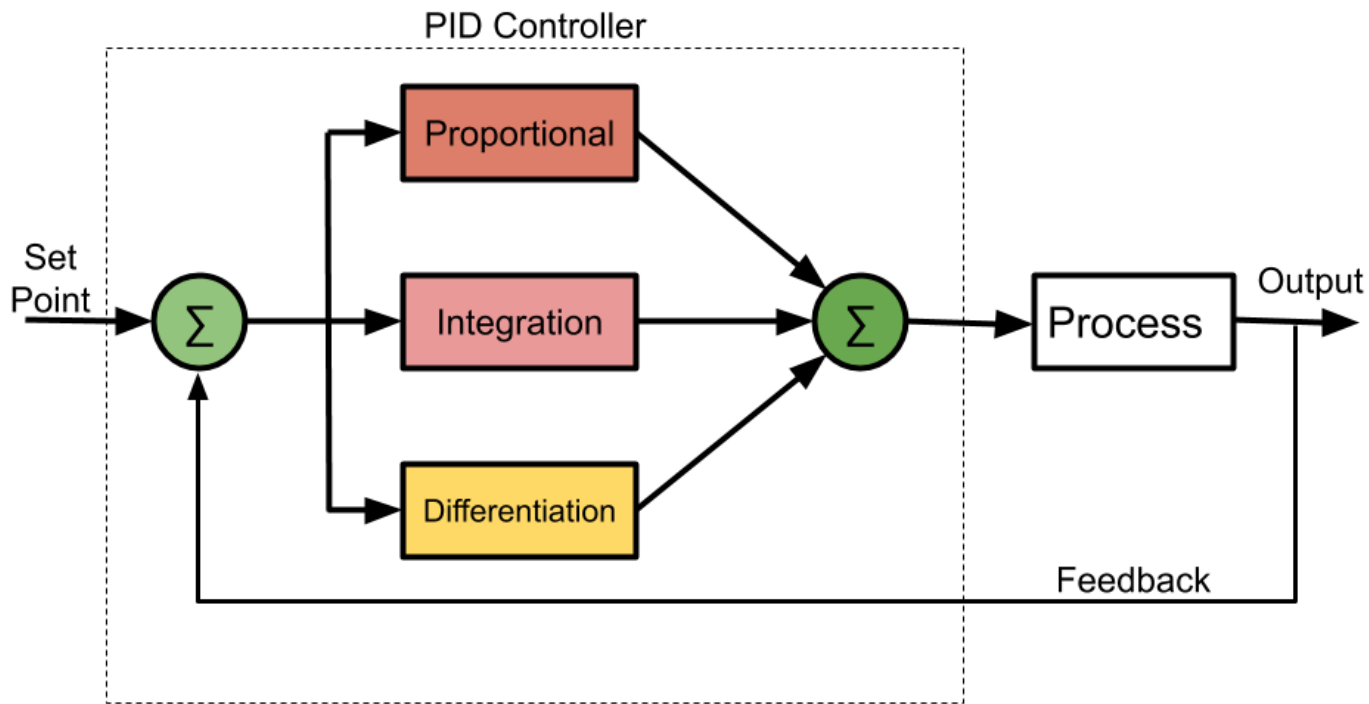 PID Controller
Proportional
Set
Point
Σ
Integration
Σ
Process
Output
Differentiation
Feedback